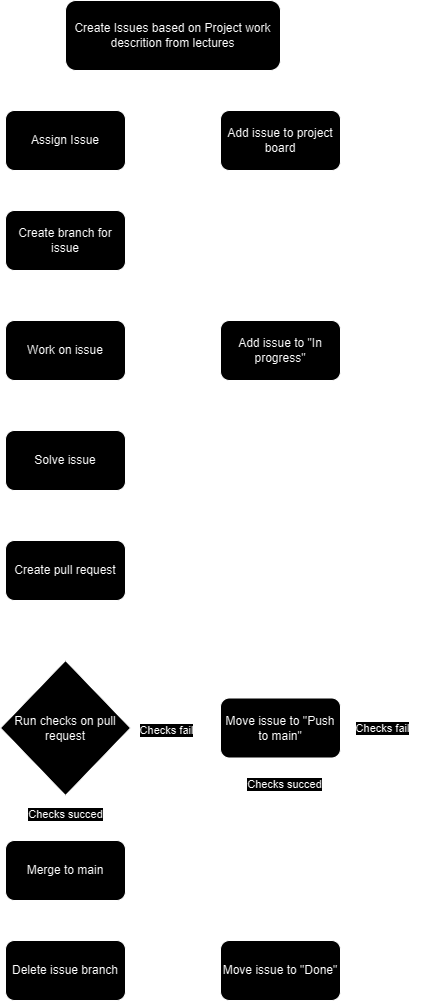 Create Issues based on Project work
descrition from lectures
Assign Issue
Add issue to project
board
Create branch for
issue
Work on issue
Add issue to "In
progress"
Solve issue
Create pull request
Run checks on pull
request
Checks fail
Move issue to "Push
to main"
Checks fail
Checks succed
Checks succed
Merge to main
Delete issue branch
Move issue to "Done"